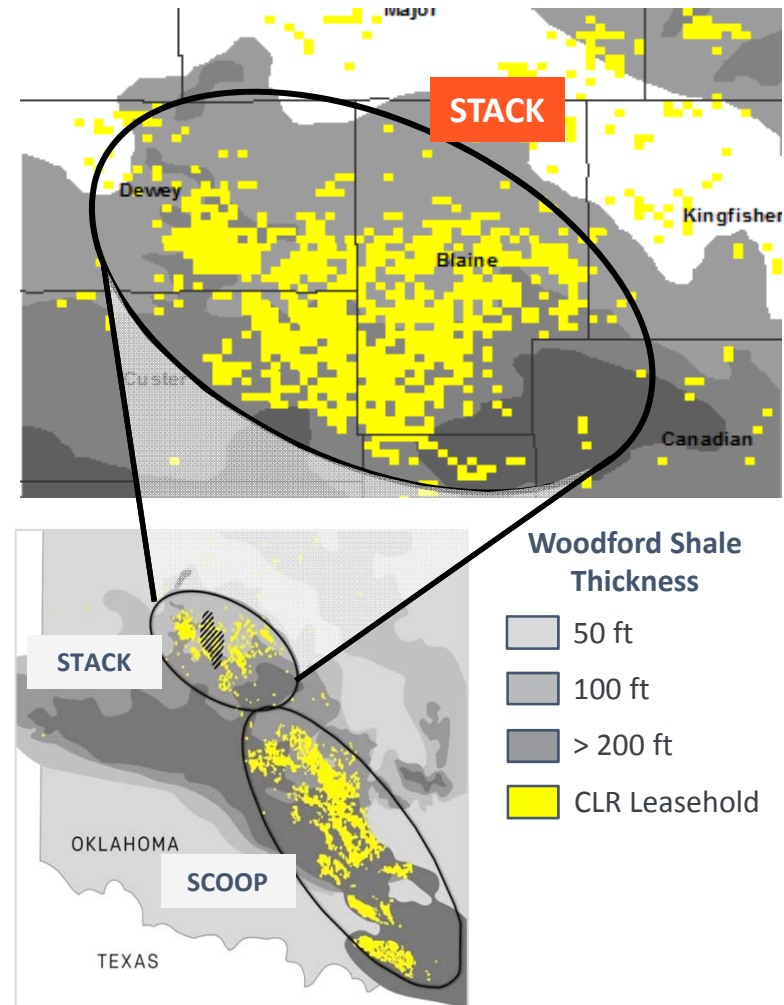 Major
STACK
Dewey
Kingfisher
Blaine
Custer
Canadian
Woodford Shale
Thickness
50 ft
100 ft
> 200 ft
CLR Leasehold
STACK
OKLAHOMA
SCOOP
TEXAS